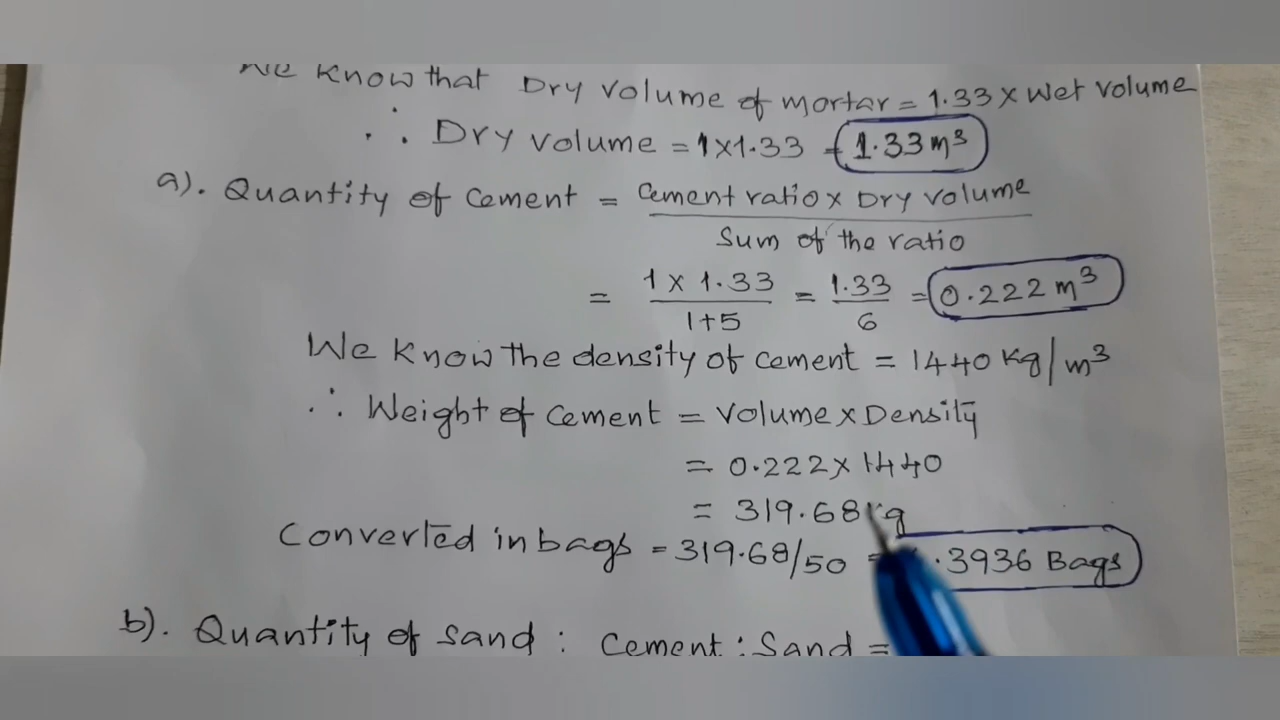 We know that Dry volume of mortar = 1.33 x wet volume
∴ Dry volume = 1x1.33 = 1.33 m³
a). Quantity of cement = Cement ratio x Dry volume
Sum of the ratio
= 1 x 1.33 / 1+5 = 1.33 / 6 = 0.222 m³
We know the density of cement = 1440 kg/m³
∴ Weight of cement = Volume x Density
= 0.222 x 1440
= 319.68 kg
Converted in bags = 319.68/50 = .3936 Bags
b). Quantity of sand : Cement : Sand =